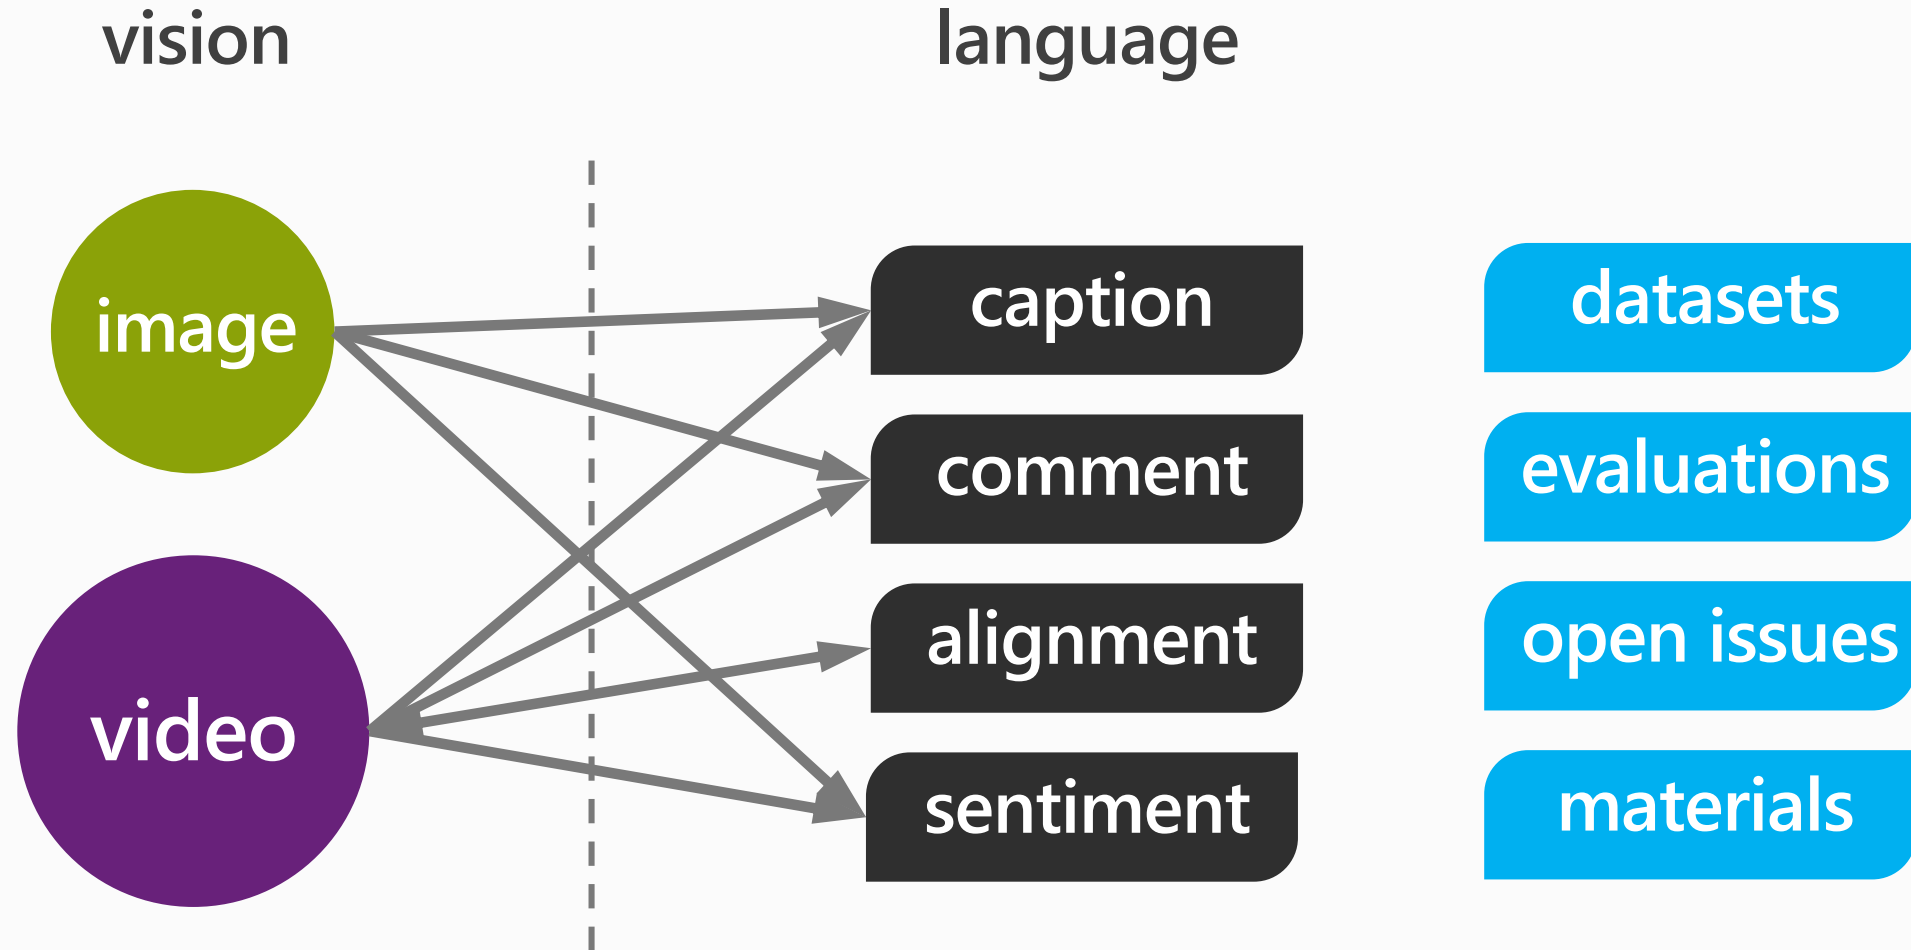 vision
language
image
video
caption
comment
alignment
sentiment
datasets
evaluations
open issues
materials